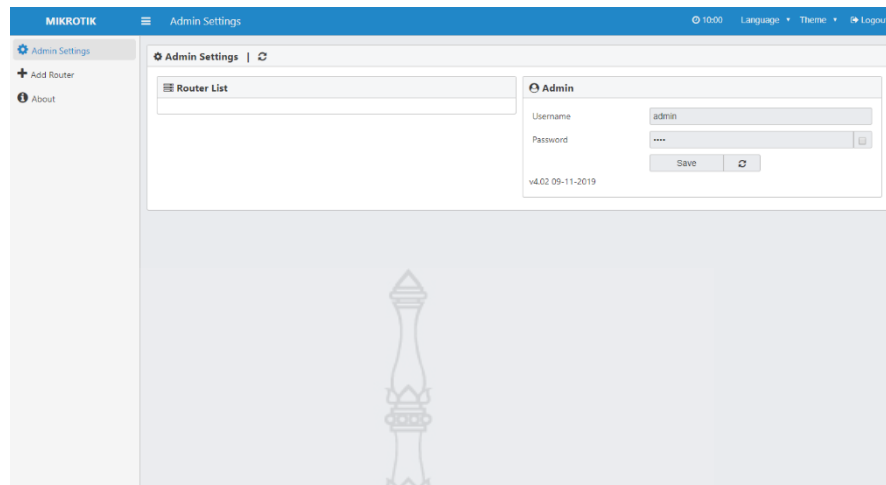 MIKROTIK
Admin Settings
10:00
Language
Theme
Logou
Admin Settings
Add Router
About
Admin Settings |
Router List
Admin
Username
admin
Password
••••
Save
v4.02 09-11-2019